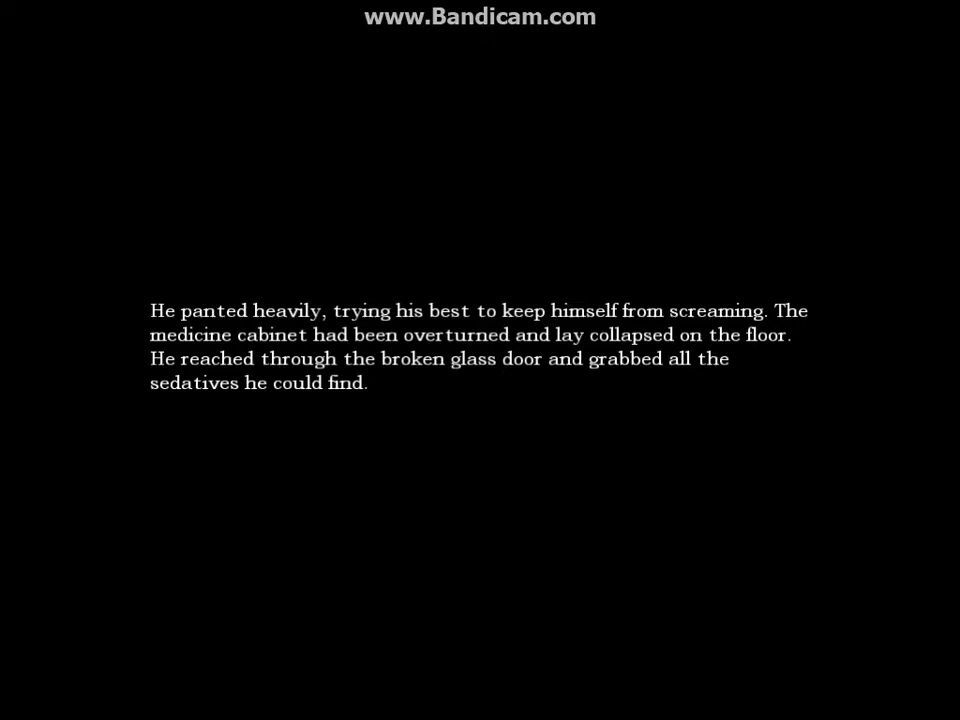 www.Bandicam.com
He panted heavily, trying his best to keep himself from screaming. The
medicine cabinet had been overturned and lay collapsed on the floor.
He reached through the broken glass door and grabbed all the
sedatives he could find.